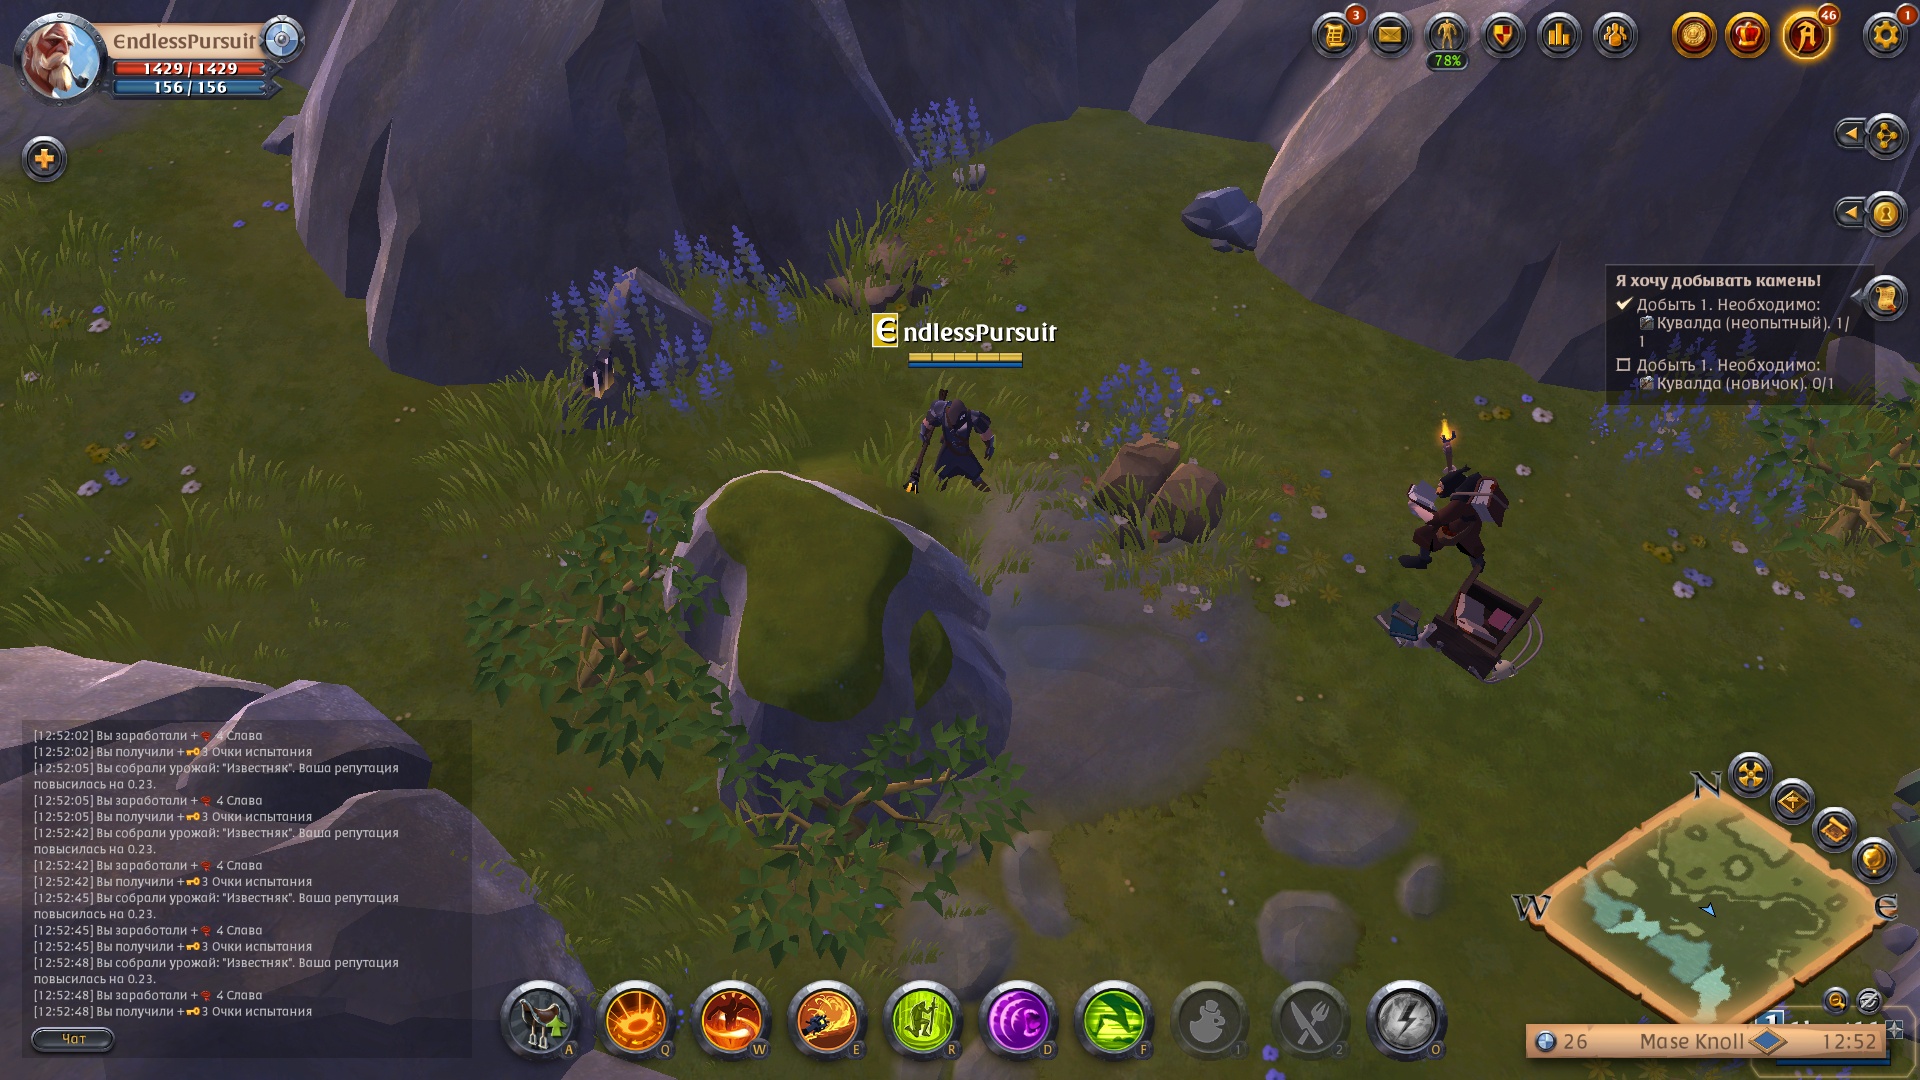 EndlessPursuit
1429 / 1429
156 / 156
3
78%
46
1
Я хочу добывать камень!
Добыть 1. Необходимо:
Кувалда (неопытный). 1/
1
Добыть 1. Необходимо:
Кувалда (новичок). 0/1
EndlessPursuit
[12:52:02] Вы заработали + 4 Слава
[12:52:02] Вы получили + 3 Очки испытания
[12:52:05] Вы собрали урожай: "Известняк". Ваша репутация
повысилась на 0.23.
[12:52:05] Вы заработали + 4 Слава
[12:52:05] Вы получили + 3 Очки испытания
[12:52:42] Вы собрали урожай: "Известняк". Ваша репутация
повысилась на 0.23.
[12:52:42] Вы заработали + 4 Слава
[12:52:42] Вы получили + 3 Очки испытания
[12:52:45] Вы собрали урожай: "Известняк". Ваша репутация
повысилась на 0.23.
[12:52:45] Вы заработали + 4 Слава
[12:52:45] Вы получили + 3 Очки испытания
[12:52:48] Вы собрали урожай: "Известняк". Ваша репутация
повысилась на 0.23.
[12:52:48] Вы заработали + 4 Слава
[12:52:48] Вы получили + 3 Очки испытания
Чат
A Q W E R D F 1 2 O
N
W E
26 Mase Knoll 12:52